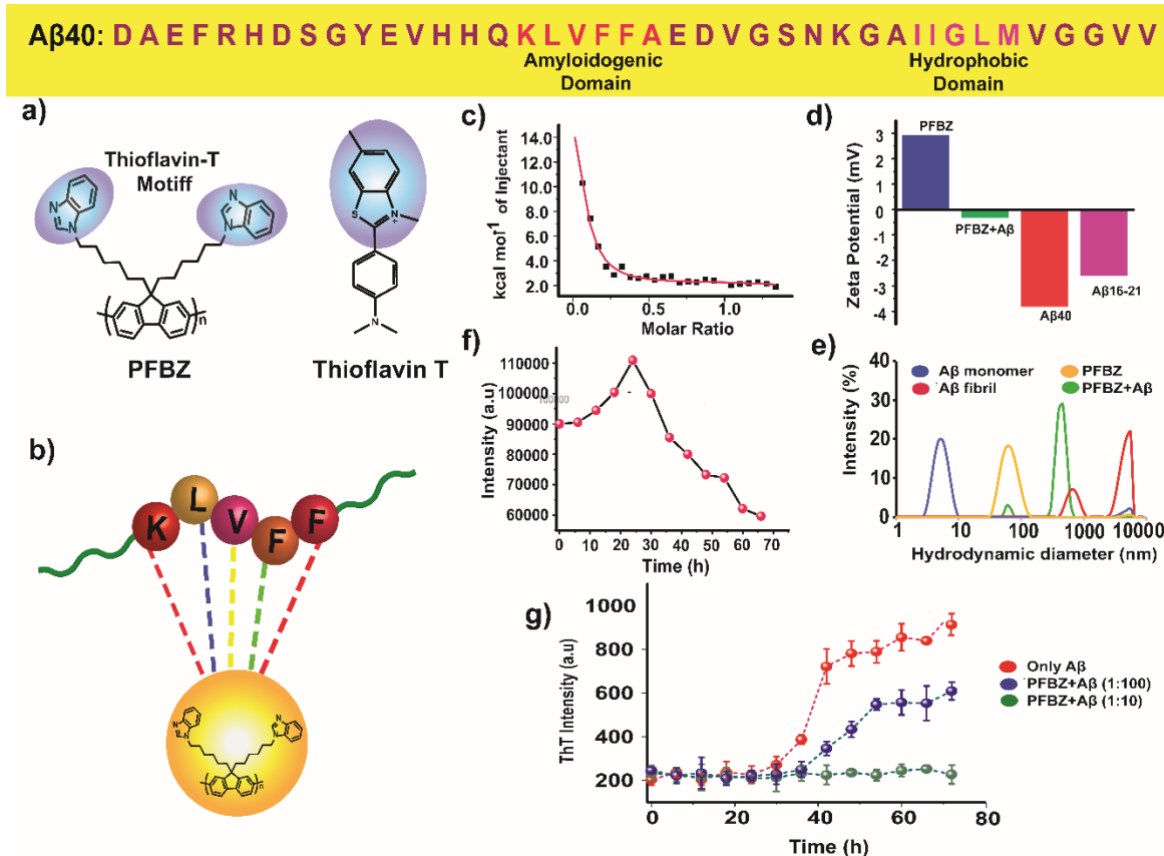 Aβ40: D A E F R H D S G Y E V H H Q K L V F F A E D V G S N K G A I I G L M V G G V V
Amyloidogenic
Domain
Hydrophobic
Domain
a)
Thioflavin-T
Motiff
N
N
N
N
PFBZ
n
S
N
+
N
Thioflavin T
c)
kcal mol¹ of Injectant
14.0
12.0
10.0
8.0
6.0
4.0
2.0
0.0
0.5
1.0
Molar Ratio
d)
Zeta Potential (mV)
3
2
1
0
-1
-2
-3
-4
PFBZ
PFBZ+Aβ
Aβ40
Aβ16-21
b)
K
L
V
F
F
N
N
N
N
n
f)
Intensity (a.u)
110000
100000
100000
90000
80000
70000
60000
0
10
20
30
40
50
60
70
Time (h)
e)
Intensity (%)
40
30
20
10
0
Aβ monomer
Aβ fibril
PFBZ
PFBZ+Aβ
1
10
100
1000
10000
Hydrodynamic diameter (nm)
g)
ThT Intensity (a.u)
1000
800
600
400
200
0
20
40
60
80
Time (h)
Only Aβ
PFBZ+Aβ (1:100)
PFBZ+Aβ (1:10)